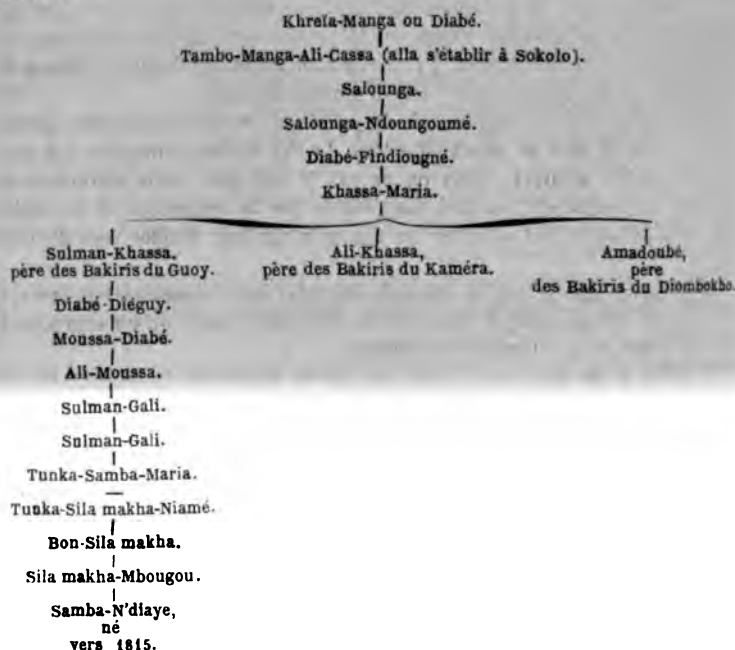 Khreïa-Manga ou Diabé.
Tambo-Manga-Ali-Cassa (alla s'établir à Sokolo).
Salounga.
Salounga-Ndoungoumé.
Diabé-Findiougné.
Khassa-Maria.
Sulman-Khassa,
père des Bakiris du Guoy.
Ali-Khassa,
père des Bakiris du Kaméra.
Amadoubé,
père
des Bakiris du Diombokho.
Diabé-Diéguy.
Moussa-Diabé.
Ali-Moussa.
Sulman-Gali.
Sulman-Gali.
Tunka-Samba-Maria.
Tunka-Sila makha-Niamé.
Bon-Sila makha.
Sila makha-Mbougou.
Samba-N'diaye,
né
vers 1815.